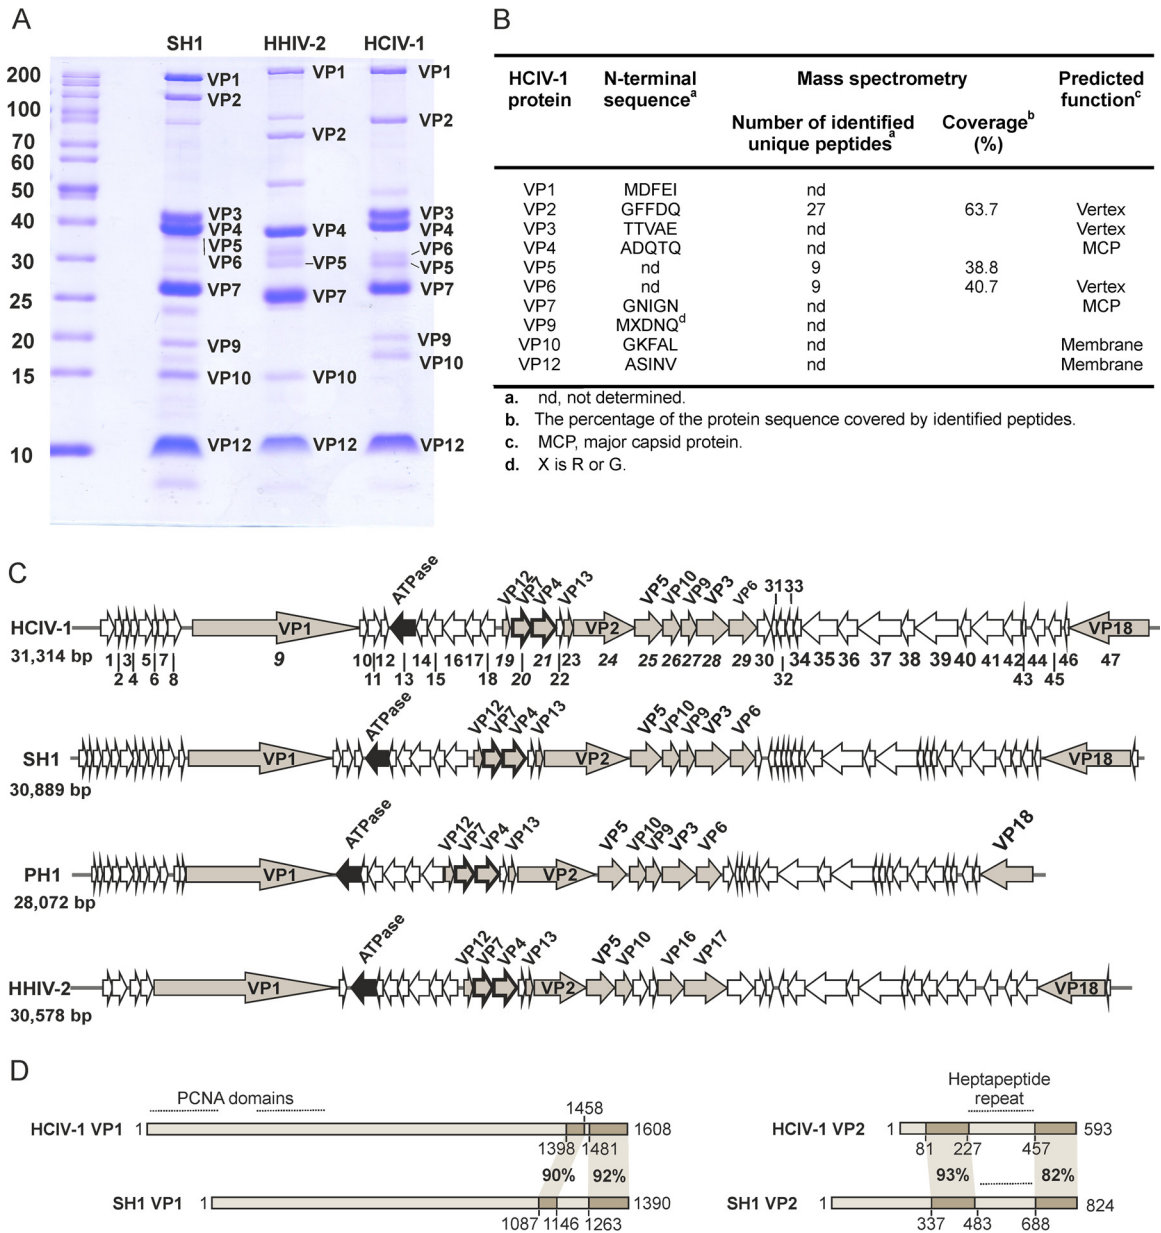 A
SH1 HHIV-2 HCIV-1
200
100
70
60
50
40
30
25
20
15
10
VP1
VP2
VP3
VP4
VP5
VP6
VP7
VP9
VP10
VP12
VP1
VP2
VP4
VP5
VP7
VP10
VP12
VP1
VP2
VP3
VP4
VP6
VP5
VP7
VP9
VP10
VP12
B
HCIV-1 protein N-terminal sequence^a Mass spectrometry Predicted function^c
Number of identified unique peptides^a Coverage^b (%)
VP1 MDFEI nd
VP2 GFFDQ 27 63.7 Vertex
VP3 TTVAE nd Vertex
VP4 ADQTQ nd MCP
VP5 nd 9 38.8
VP6 nd 9 40.7 Vertex
VP7 GNIGN nd MCP
VP9 MXDNQ^d nd
VP10 GKFAL nd Membrane
VP12 ASINV nd Membrane
a. nd, not determined.
b. The percentage of the protein sequence covered by identified peptides.
c. MCP, major capsid protein.
d. X is R or G.
C
ATPase VP12 VP7 VP4 VP13 VP5 VP10 VP9 VP3 VP6 31 33
HCIV-1 VP1 VP2 VP18
31,314 bp
1 3 5 7 9 10 12 14 16 17 19 21 23 24 25 26 27 28 29 30 34 35 36 37 38 39 40 41 42 44 46 47
2 4 6 8 11 13 15 18 20 22 32 43 45
ATPase VP12 VP7 VP4 VP13 VP5 VP10 VP9 VP3 VP6
SH1 VP1 VP2 VP18
30,889 bp
ATPase VP12 VP7 VP4 VP13 VP5 VP10 VP9 VP3 VP6 VP18
PH1 VP1 VP2
28,072 bp
ATPase VP12 VP7 VP4 VP13 VP5 VP10 VP16 VP17
HHIV-2 VP1 VP2 VP18
30,578 bp
D
PCNA domains
1458
HCIV-1 VP1 1 1608
1398 1481
90% 92%
SH1 VP1 1 1390
1087 1146 1263
Heptapeptide
repeat
HCIV-1 VP2 1 593
81 227 457
93% 82%
SH1 VP2 1 824
337 483 688